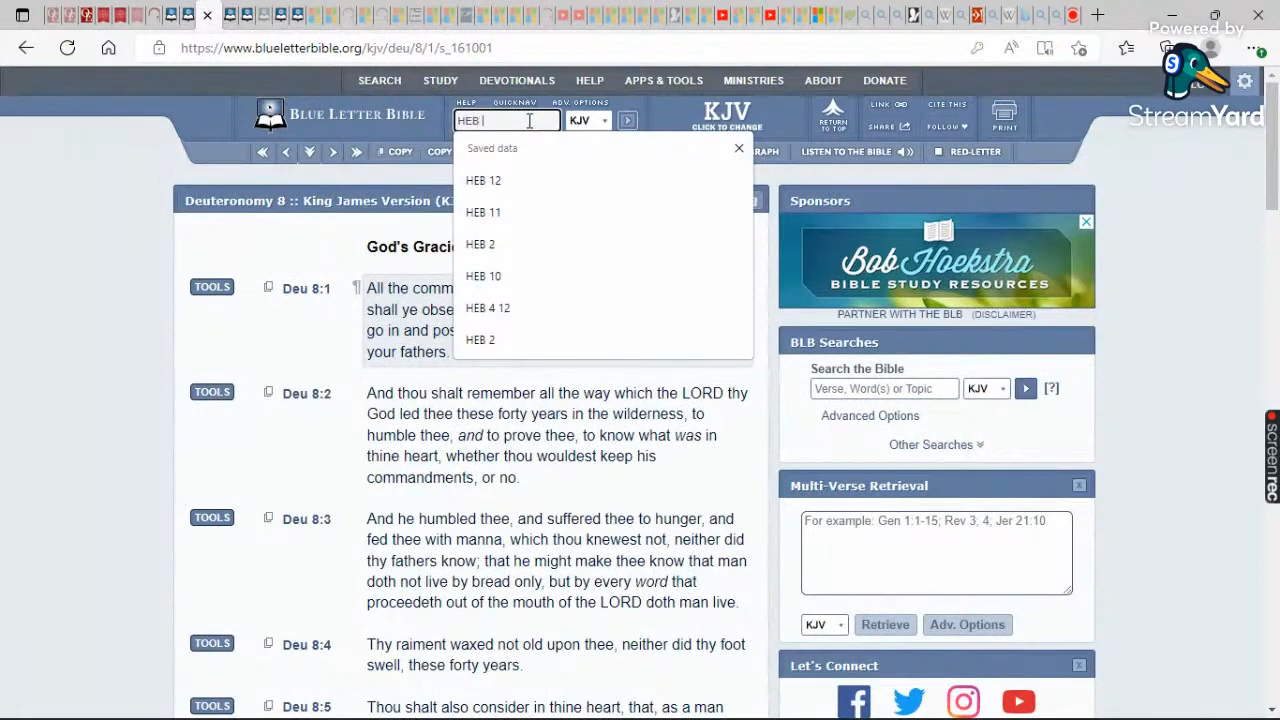 https://www.blueletterbible.org/kjv/deu/8/1/s_161001
Powered by
StreamYard
SEARCH STUDY DEVOTIONALS HELP APPS & TOOLS MINISTRIES ABOUT DONATE
BLUE LETTER BIBLE
HELP QUICKNAV ADV. OPTIONS
HEB
KJV
KJV
CLICK TO CHANGE
RETURN
TO TOP
LINK
CITE THIS
SHARE
FOLLOW
PRINT
COPY
LISTEN TO THE BIBLE
RED-LETTER
Saved data
HEB 12
HEB 11
HEB 2
HEB 10
HEB 4 12
HEB 2
Deuteronomy 8 :: King James Version
God's
TOOLS
Deu 8:1
¶
All the
shall ye
go in and
your fathers.
TOOLS
Deu 8:2
And thou shalt remember all the way which the LORD thy
God led thee these forty years in the wilderness, to
humble thee, and to prove thee, to know what was in
thine heart, whether thou wouldest keep his
commandments, or no.
TOOLS
Deu 8:3
And he humbled thee, and suffered thee to hunger, and
fed thee with manna, which thou knewest not, neither did
thy fathers know; that he might make thee know that man
doth not live by bread only, but by every word that
proceedeth out of the mouth of the LORD doth man live.
TOOLS
Deu 8:4
Thy raiment waxed not old upon thee, neither did thy foot
swell, these forty years.
TOOLS
Deu 8:5
Thou shalt also consider in thine heart, that, as a man
Sponsors
Bob Hoekstra
BIBLE STUDY RESOURCES
PARTNER WITH THE BLB (DISCLAIMER)
BLB Searches
Search the Bible
Verse, Word(s) or Topic
KJV
[?]
Advanced Options
Other Searches
Multi-Verse Retrieval
For example: Gen 1:1-15; Rev 3, 4; Jer 21:10
KJV
Retrieve
Adv. Options
Let's Connect
screenrec